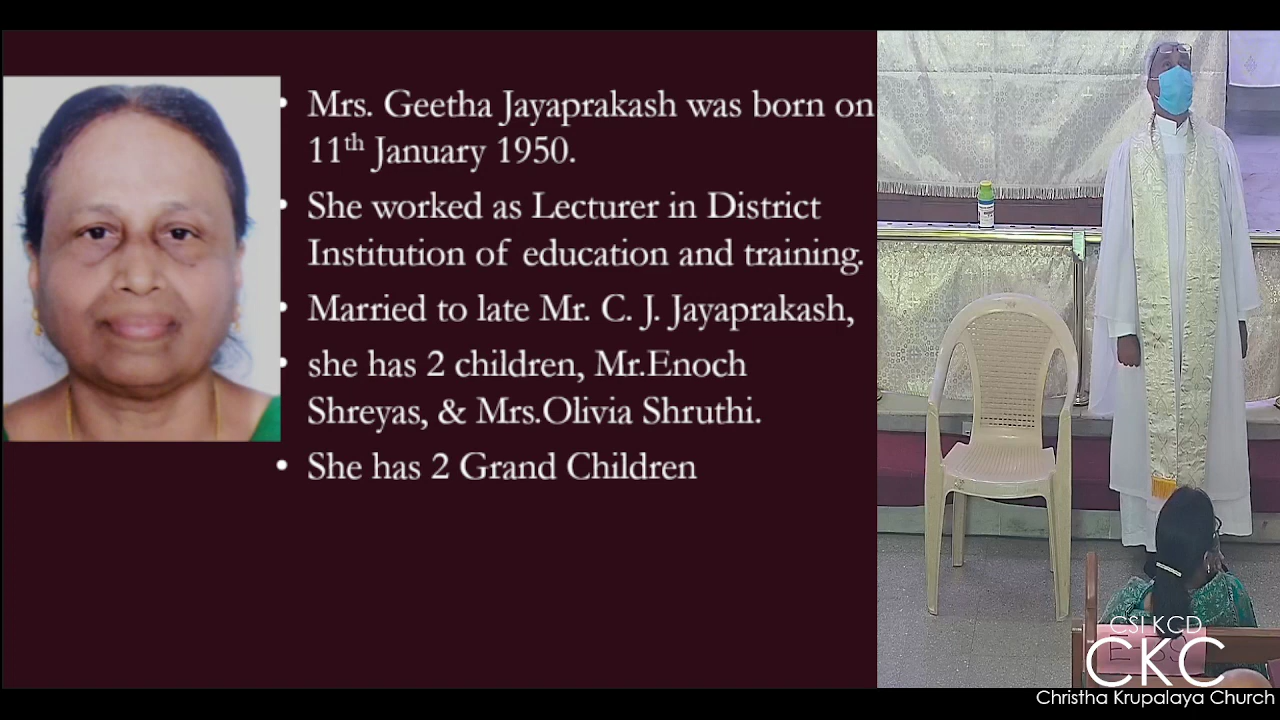 • Mrs. Geetha Jayaprakash was born on
11th January 1950.
• She worked as Lecturer in District
Institution of education and training.
• Married to late Mr. C. J. Jayaprakash,
• she has 2 children, Mr.Enoch
Shreyas, & Mrs.Olivia Shruthi.
• She has 2 Grand Children
CSI KCD
CKC
Christha Krupalaya Church